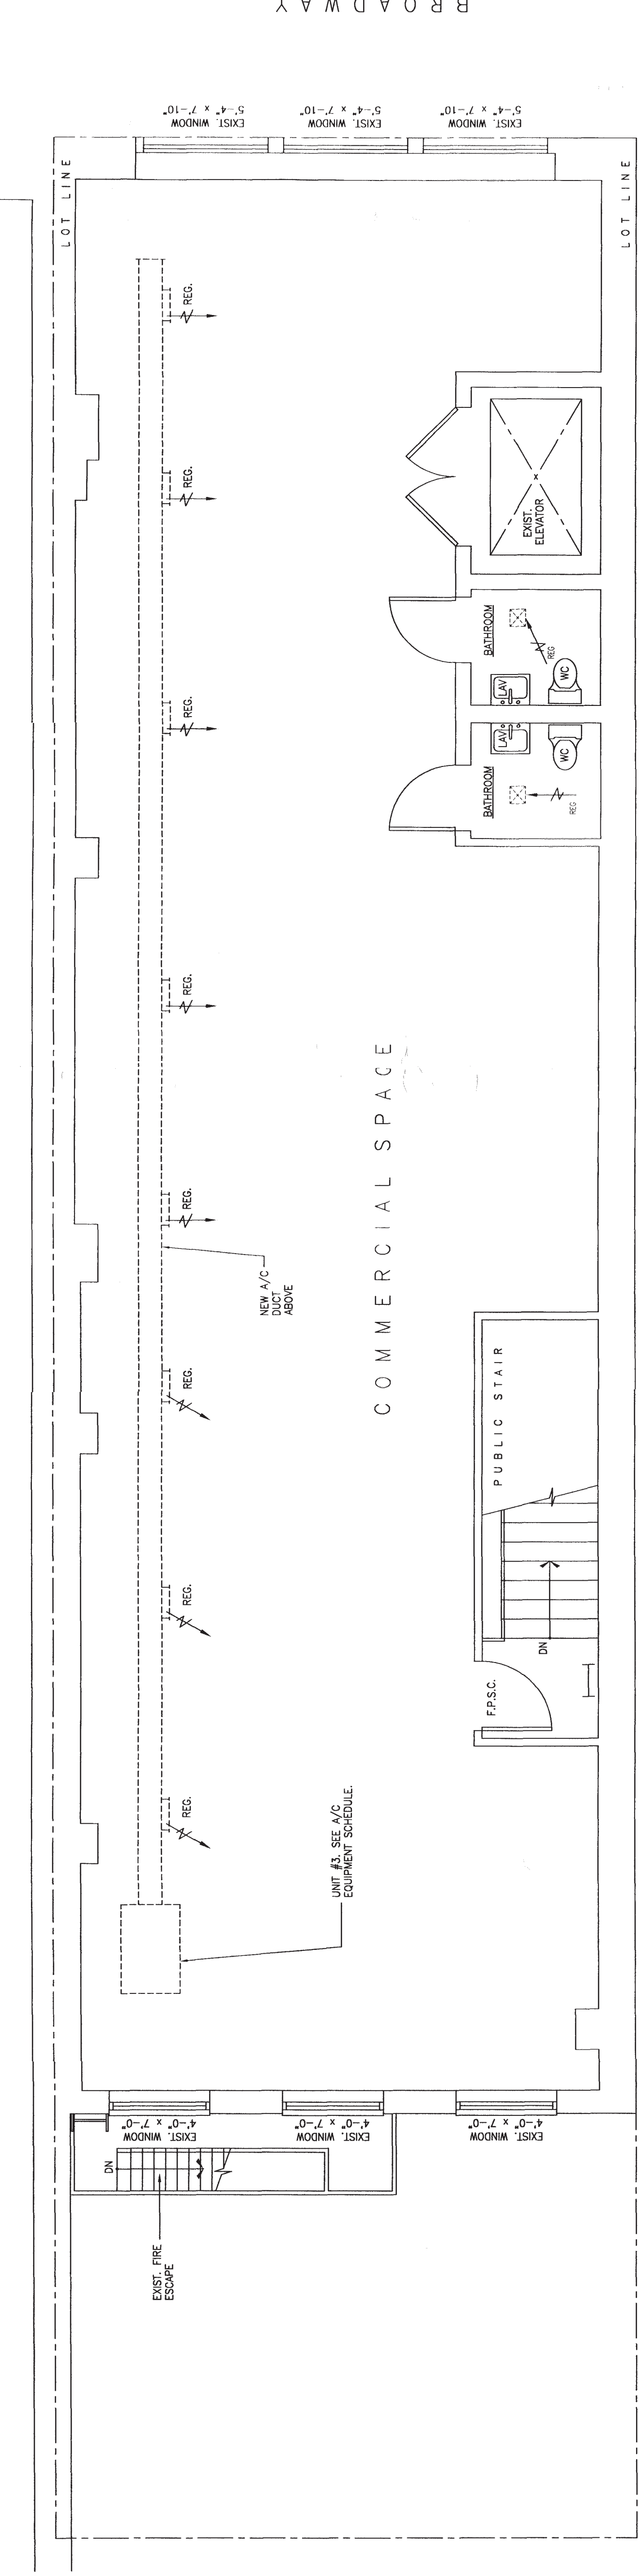 BROADWAY
EXIST. WINDOW
5'-4" x 7'-10"
EXIST. WINDOW
5'-4" x 7'-10"
EXIST. WINDOW
5'-4" x 7'-10"
LOT LINE
LOT LINE
REG.
REG.
EXIST.
ELEVATOR
BATHROOM
REG
LAV
WC
REG.
LAV
WC
BATHROOM
REG
REG.
COMMERCIAL SPACE
REG.
NEW A/C
DUCT
ABOVE
REG.
PUBLIC STAIR
REG.
DN
F.P.S.C.
REG.
UNIT #3. SEE A/C
EQUIPMENT SCHEDULE.
EXIST. WINDOW
4'-0" x 7'-0"
EXIST. WINDOW
4'-0" x 7'-0"
EXIST. WINDOW
4'-0" x 7'-0"
DN
EXIST. FIRE
ESCAPE